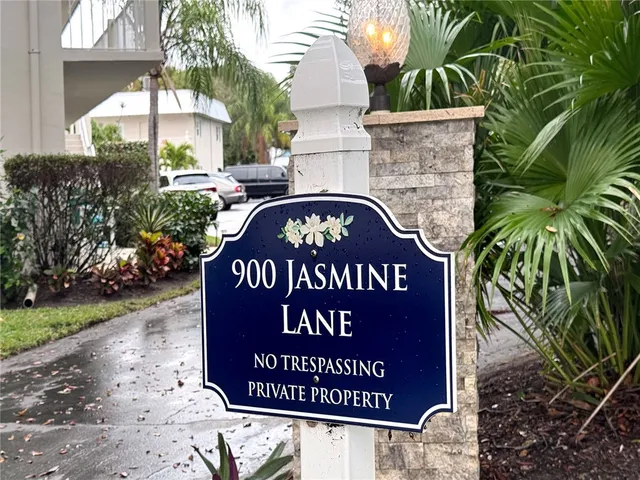 900 JASMINE
LANE
NO TRESPASSING
PRIVATE PROPERTY